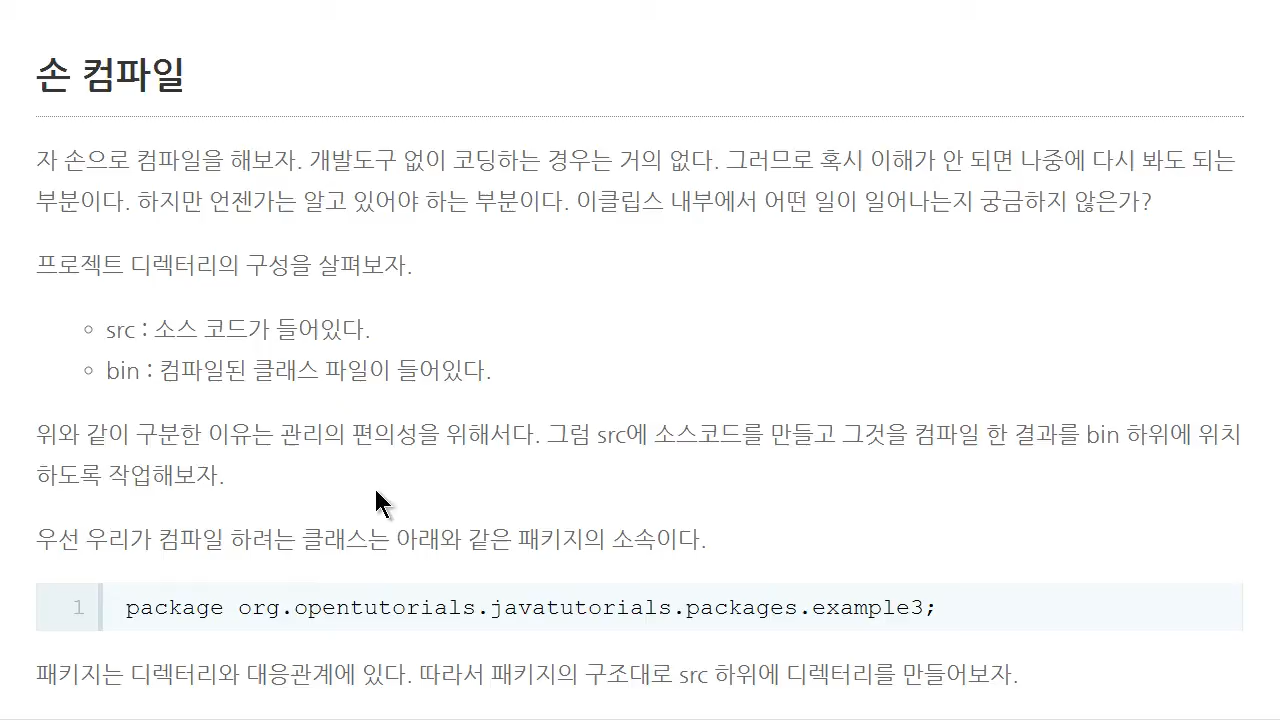 손 컴파일
자 손으로 컴파일을 해보자. 개발도구 없이 코딩하는 경우는 거의 없다. 그러므로 혹시 이해가 안 되면 나중에 다시 봐도 되는
부분이다. 하지만 언젠가는 알고 있어야 하는 부분이다. 이클립스 내부에서 어떤 일이 일어나는지 궁금하지 않은가?
프로젝트 디렉터리의 구성을 살펴보자.
◦ src : 소스 코드가 들어있다.
◦ bin : 컴파일된 클래스 파일이 들어있다.
위와 같이 구분한 이유는 관리의 편의성을 위해서다. 그럼 src에 소스코드를 만들고 그것을 컴파일 한 결과를 bin 하위에 위치
하도록 작업해보자.
우선 우리가 컴파일 하려는 클래스는 아래와 같은 패키지의 소속이다.
1 package org.opentutorials.javatutorials.packages.example3;
패키지는 디렉터리와 대응관계에 있다. 따라서 패키지의 구조대로 src 하위에 디렉터리를 만들어보자.